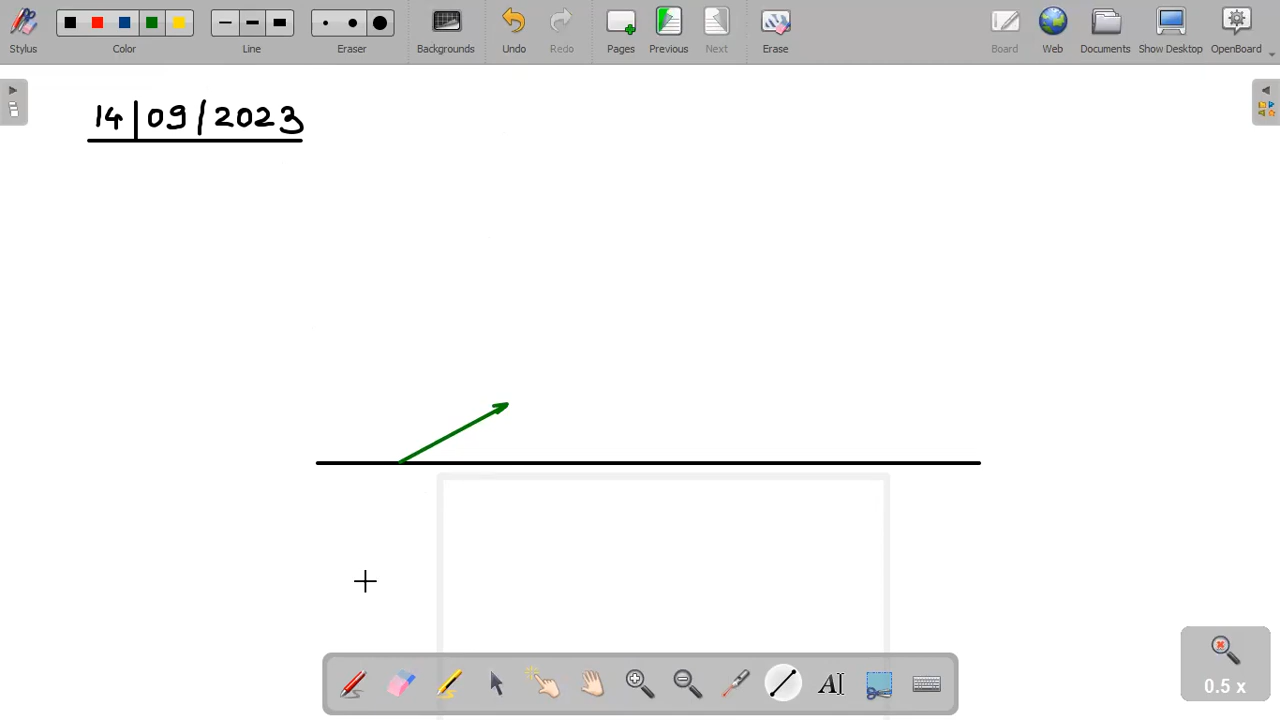 Stylus Color Line Eraser Backgrounds Undo Redo Pages Previous Next Erase Board Web Documents Show Desktop OpenBoard
14|09/2023
AI
0.5 x